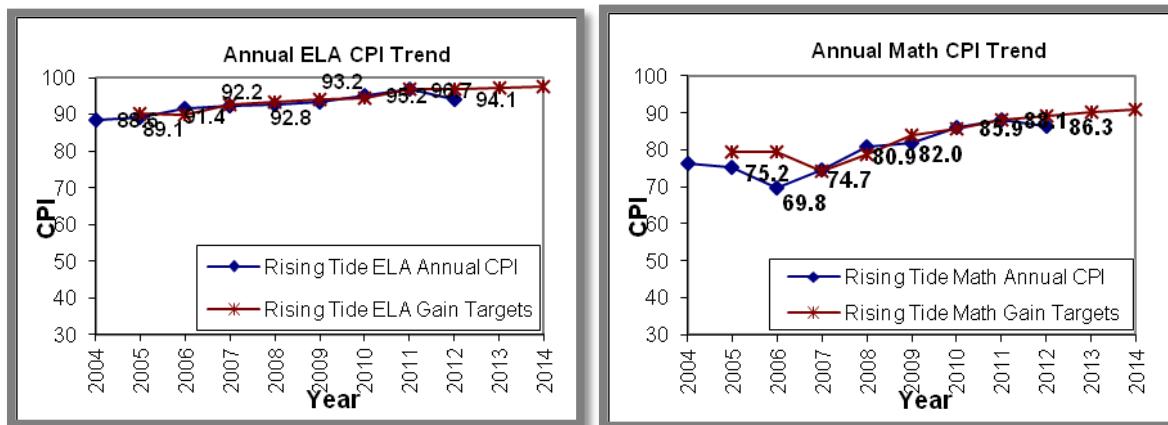 Annual ELA CPI Trend
100
90
80
70
60
50
40
30
CPI
88.6
89.1
91.4
92.2
92.8
93.2
95.2
96.7
94.1
Rising Tide ELA Annual CPI
Rising Tide ELA Gain Targets
2004 2005 2006 2007 2008 2009 2010 2011 2012 2013 2014
Year
Annual Math CPI Trend
100
90
80
70
60
50
40
30
CPI
75.2
69.8
74.7
80.9
82.0
85.9
88.1
86.3
Rising Tide Math Annual CPI
Rising Tide Math Gain Targets
2004 2005 2006 2007 2008 2009 2010 2011 2012 2013 2014
Year